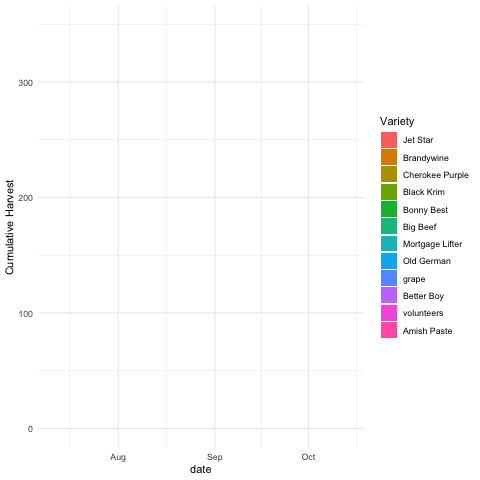 Cumulative Harvest
300
200
100
0
Aug
Sep
Oct
date
Variety
Jet Star
Brandywine
Cherokee Purple
Black Krim
Bonny Best
Big Beef
Mortgage Lifter
Old German
grape
Better Boy
volunteers
Amish Paste